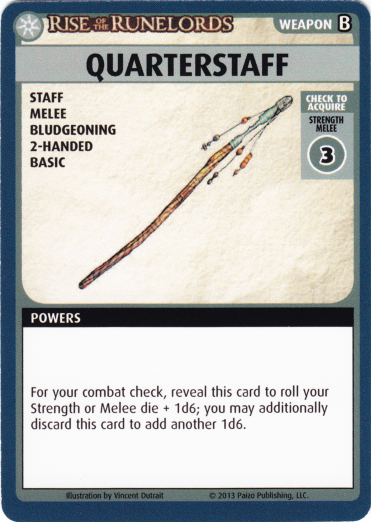 RISE OF THE RUNELORDS
WEAPON B
QUARTERSTAFF
STAFF
MELEE
BLUDGEONING
2-HANDED
BASIC
CHECK TO
ACQUIRE
STRENGTH
MELEE
3
POWERS
For your combat check, reveal this card to roll your
Strength or Melee die + 1d6; you may additionally
discard this card to add another 1d6.
Illustration by Vincent Dutrait © 2013 Paizo Publishing, LLC.